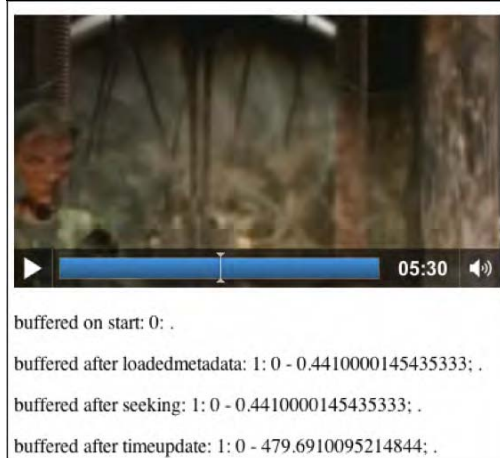 05:30
buffered on start: 0: .
buffered after loadedmetadata: 1: 0 - 0.4410000145435333; .
buffered after seeking: 1: 0 - 0.4410000145435333; .
buffered after timeupdate: 1: 0 - 479.6910095214844; .